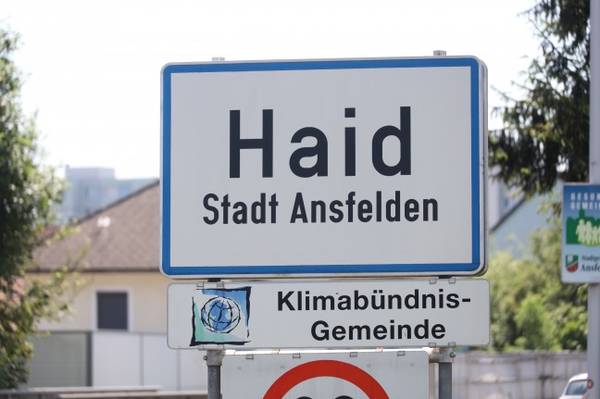 Haid
Stadt Ansfelden
Klimabündnis-
Gemeinde